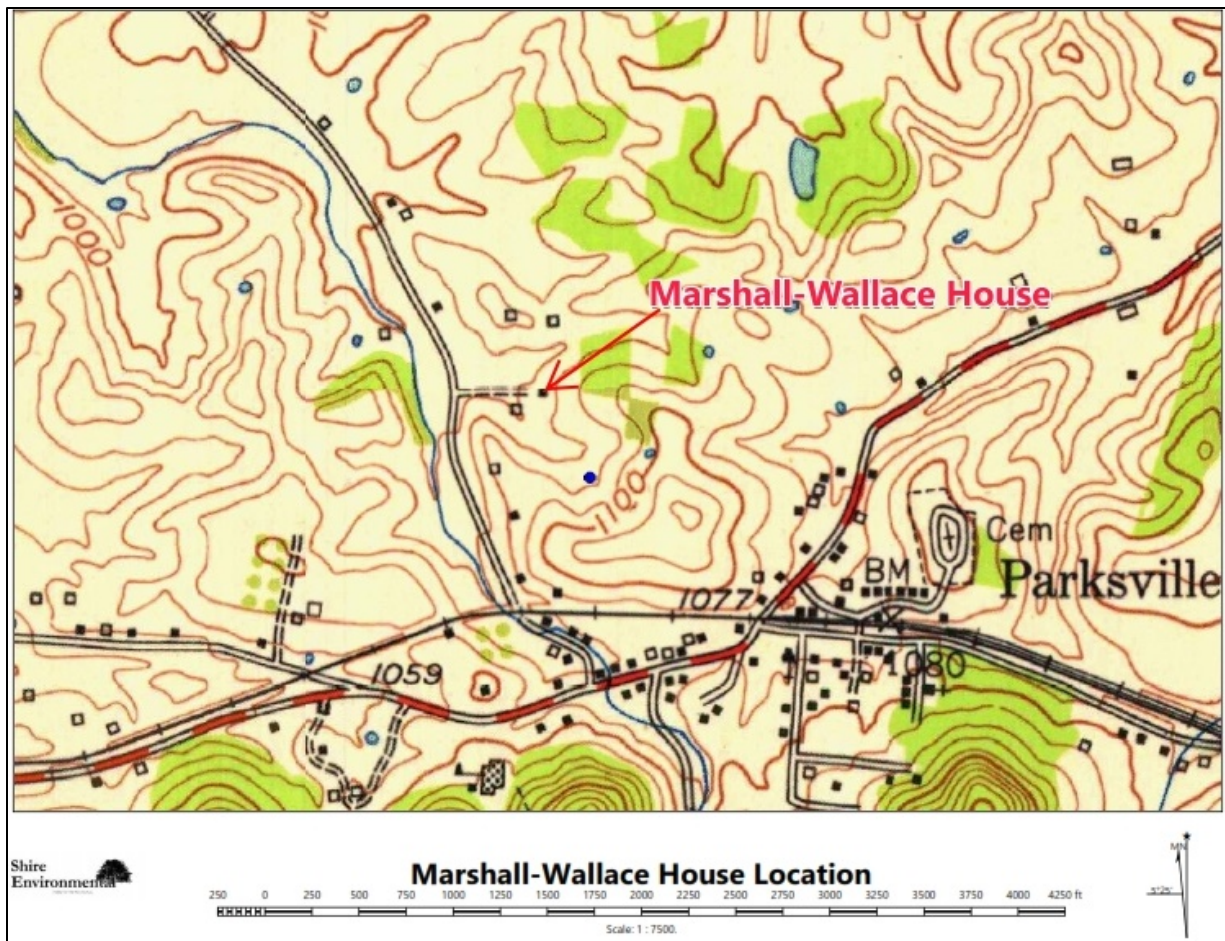 1000
Marshall-Wallace House
1100
Cem
BM
Parksville
1077
1080
1059
Shire
Environmental
Marshall-Wallace House Location
250 0 250 500 750 1000 1250 1500 1750 2000 2250 2500 2750 3000 3250 3500 3750 4000 4250 ft
Scale: 1 : 7500.
MN
5°25'